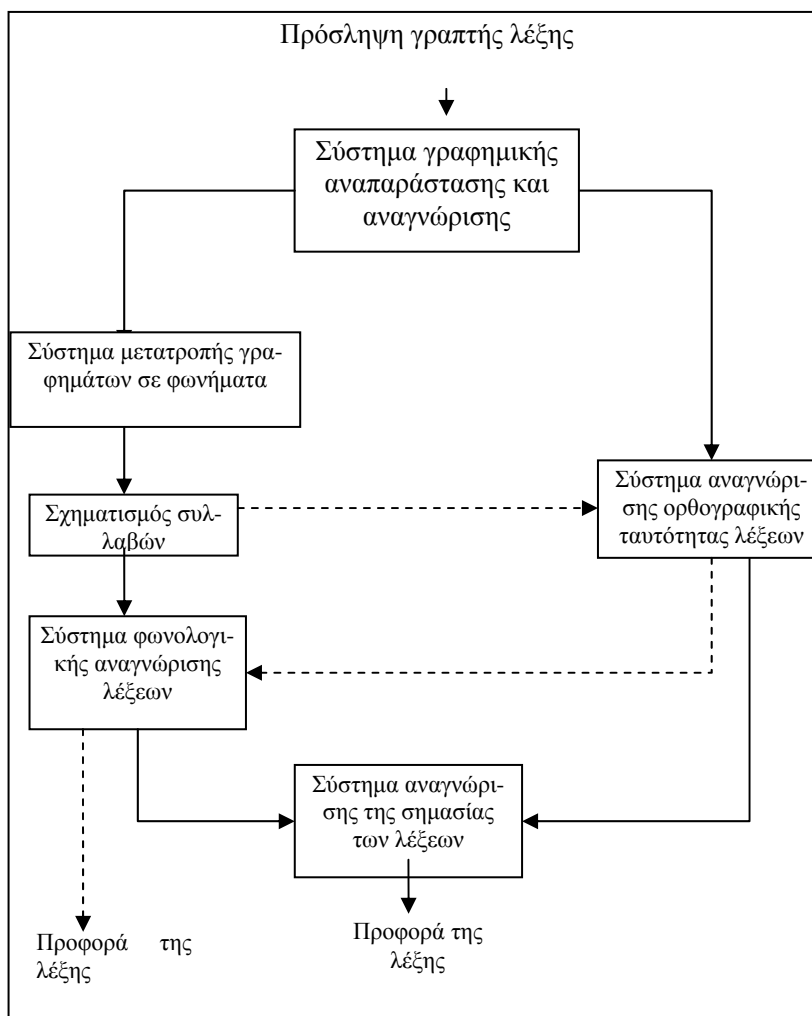 Πρόσληψη γραπτής λέξης
Σύστημα γραφημικής
αναπαράστασης και
αναγνώρισης
Σύστημα μετατροπής γρα-
φημάτων σε φωνήματα
Σύστημα αναγνώρι-
σης ορθογραφικής
ταυτότητας λέξεων
Σχηματισμός συλ-
λαβών
Σύστημα φωνολογι-
κής αναγνώρισης
λέξεων
Σύστημα αναγνώρι-
σης της σημασίας
των λέξεων
Προφορά της
λέξης
Προφορά της
λέξης